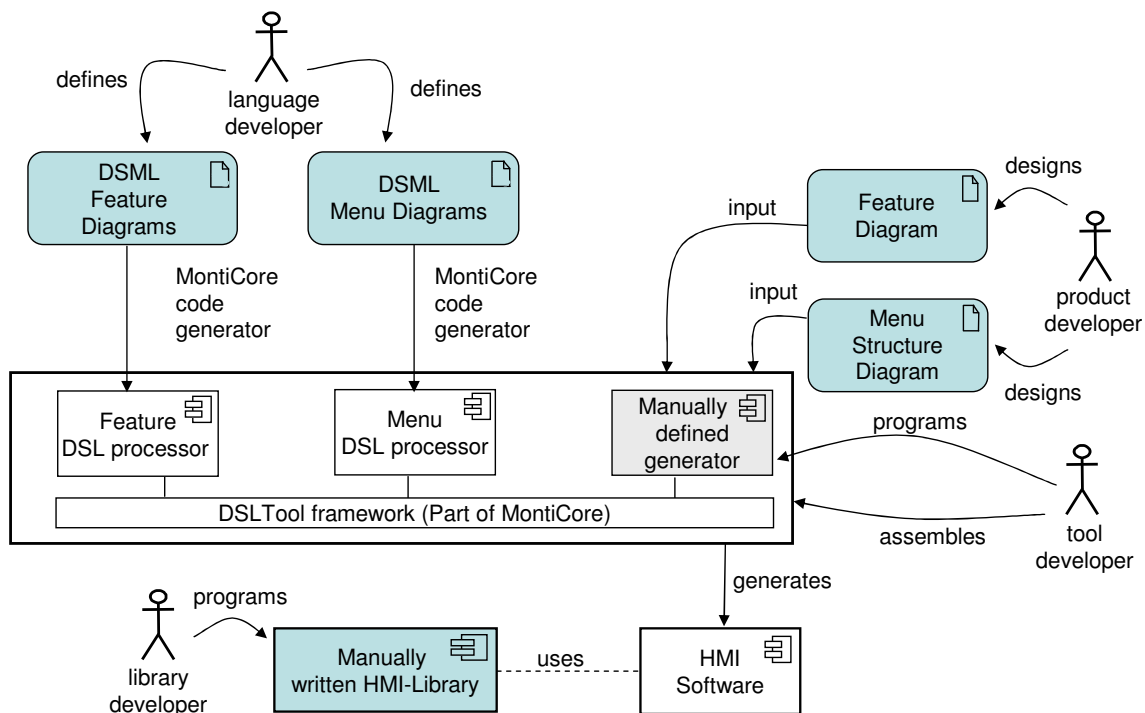 defines
defines
language
developer
DSML
Feature
Diagrams
DSML
Menu Diagrams
designs
input
Feature
Diagram
MontiCore
code
generator
MontiCore
code
generator
input
product
developer
Menu
Structure
Diagram
designs
Feature
DSL processor
Menu
DSL processor
Manually
defined
generator
programs
DSLTool framework (Part of MontiCore)
assembles
tool
developer
generates
programs
library
developer
Manually
written HMI-Library
uses
HMI
Software